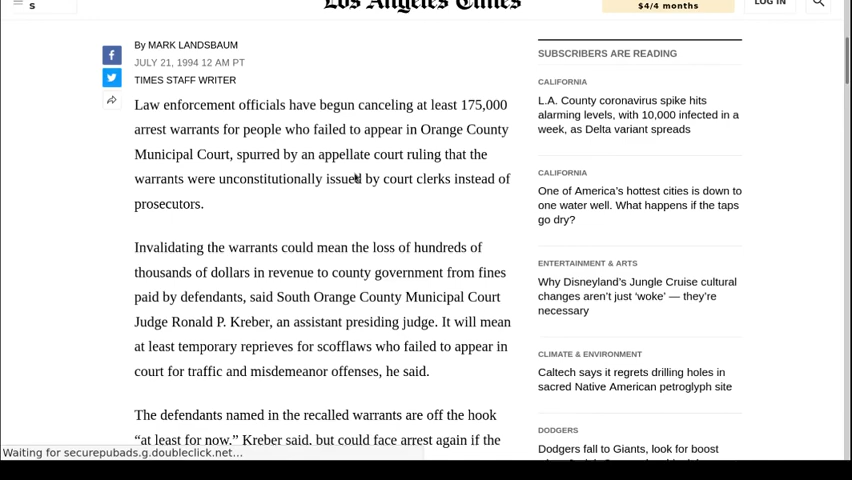 s
Los Angeles Times
$4/4 months
LOG IN
By MARK LANDSBAUM
JULY 21, 1994 12 AM PT
TIMES STAFF WRITER
Law enforcement officials have begun canceling at least 175,000
arrest warrants for people who failed to appear in Orange County
Municipal Court, spurred by an appellate court ruling that the
warrants were unconstitutionally issued by court clerks instead of
prosecutors.
Invalidating the warrants could mean the loss of hundreds of
thousands of dollars in revenue to county government from fines
paid by defendants, said South Orange County Municipal Court
Judge Ronald P. Kreber, an assistant presiding judge. It will mean
at least temporary reprieves for scofflaws who failed to appear in
court for traffic and misdemeanor offenses, he said.
The defendants named in the recalled warrants are off the hook
“at least for now,” Kreber said, but could face arrest again if the
SUBSCRIBERS ARE READING
CALIFORNIA
L.A. County coronavirus spike hits
alarming levels, with 10,000 infected in a
week, as Delta variant spreads
CALIFORNIA
One of America’s hottest cities is down to
one water well. What happens if the taps
go dry?
ENTERTAINMENT & ARTS
Why Disneyland’s Jungle Cruise cultural
changes aren’t just ‘woke’ — they’re
necessary
CLIMATE & ENVIRONMENT
Caltech says it regrets drilling holes in
sacred Native American petroglyph site
DODGERS
Dodgers fall to Giants, look for boost
Waiting for securepubads.g.doubleclick.net...